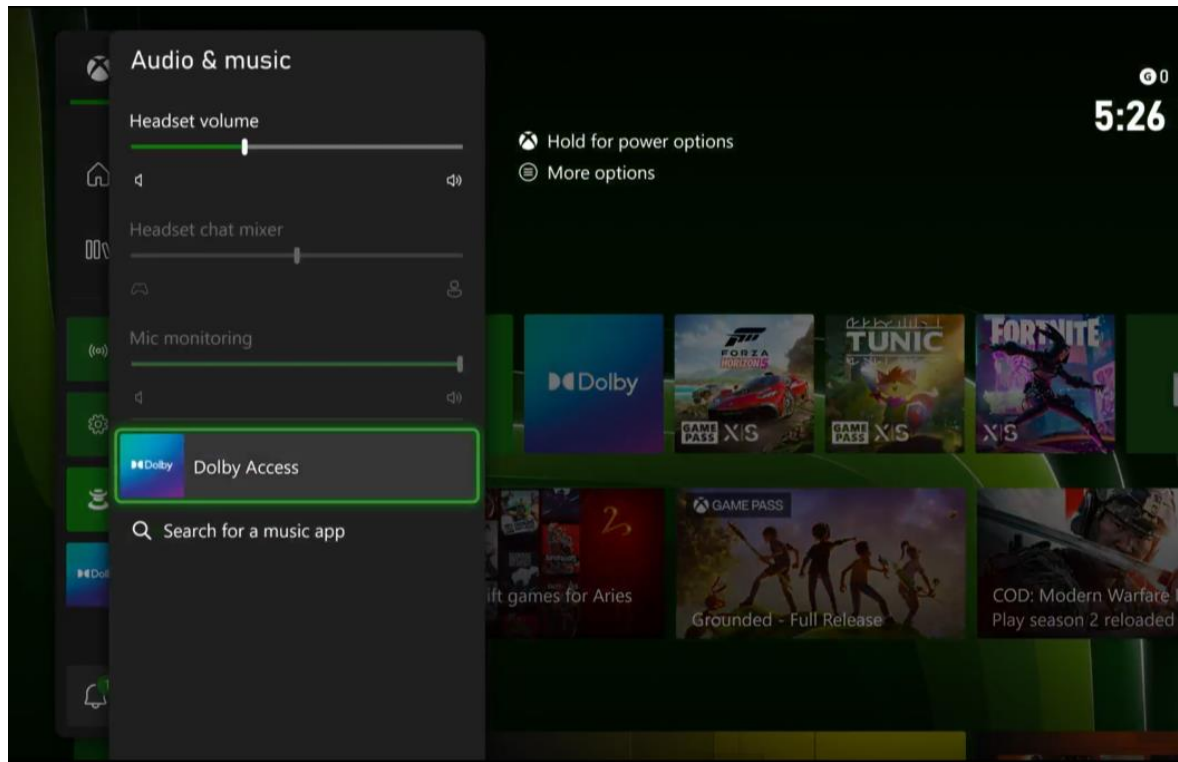 Audio & music
Headset volume
Headset chat mixer
Mic monitoring
Dolby
Dolby Access
Search for a music app
Hold for power options
More options
G 0
5:26
Dolby
FORZA
HORIZON 5
GAME PASS
X|S
TUNIC
GAME PASS
X|S
FORTNITE
X|S
Dol
ift games for Aries
GAME PASS
Grounded - Full Release
COD: Modern Warfare
Play season 2 reloaded